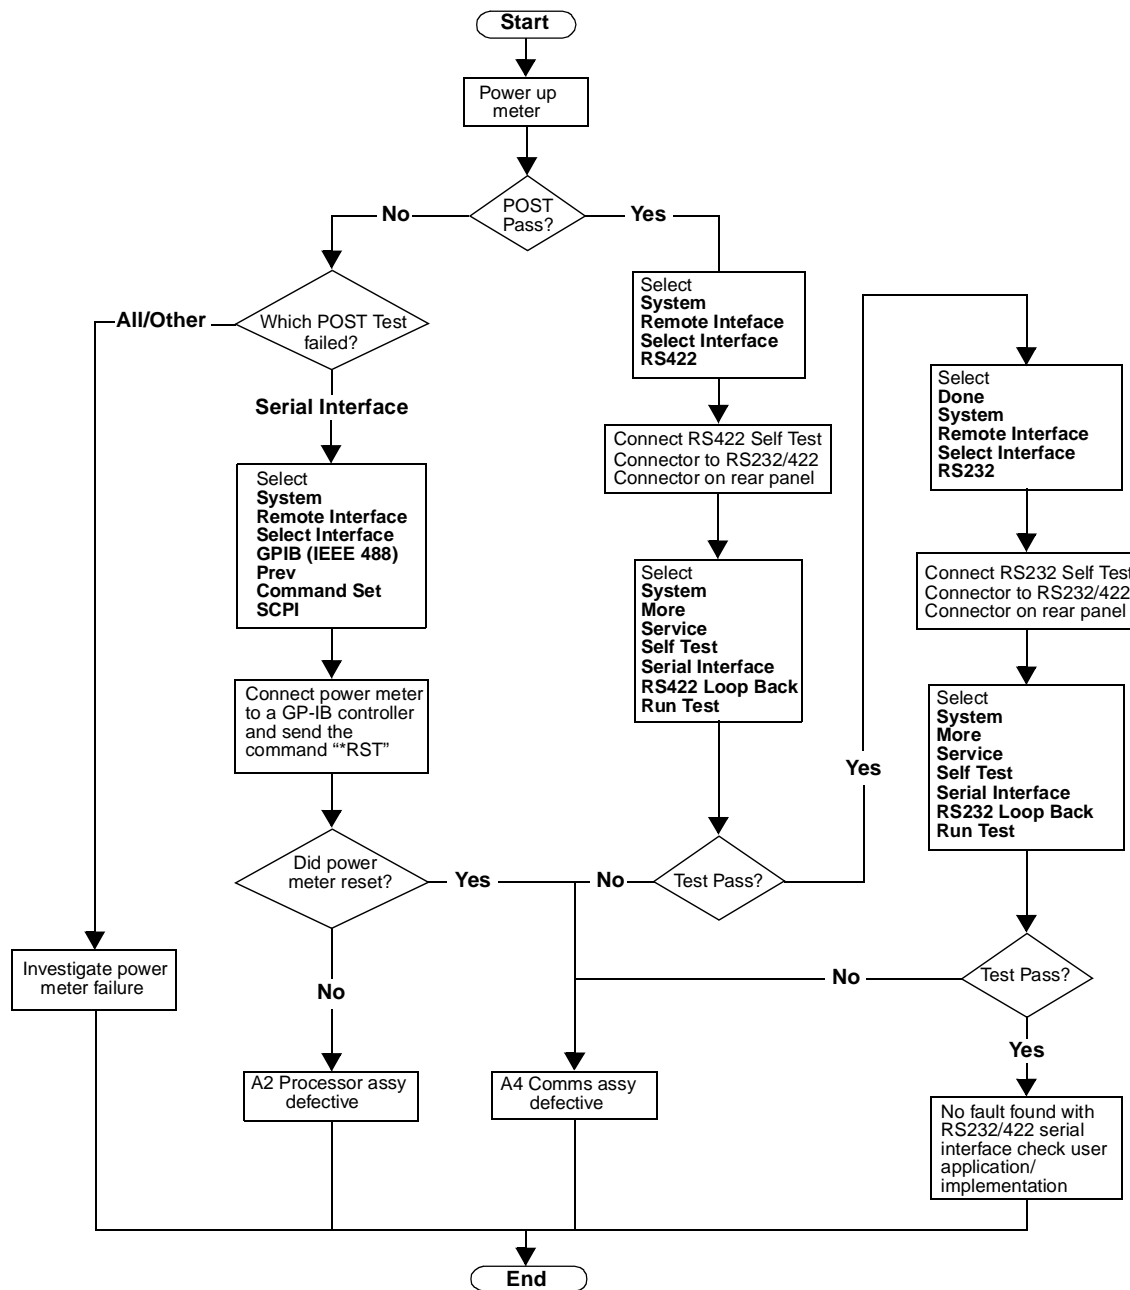 Start
Power up
meter
POST
Pass?
No
Yes
Which POST Test
failed?
All/Other
Serial Interface
Select
System
Remote Interface
Select Interface
GPIB (IEEE 488)
Prev
Command Set
SCPI
Connect power meter
to a GP-IB controller
and send the
command “*RST”
Did power
meter reset?
Yes
No
Investigate power
meter failure
A2 Processor assy
defective
A4 Comms assy
defective
Select
System
Remote Inteface
Select Interface
RS422
Connect RS422 Self Test
Connector to RS232/422
Connector on rear panel
Select
System
More
Service
Self Test
Serial Interface
RS422 Loop Back
Run Test
Test Pass?
No
Yes
Select
Done
System
Remote Interface
Select Interface
RS232
Connect RS232 Self Test
Connector to RS232/422
Connector on rear panel
Select
System
More
Service
Self Test
Serial Interface
RS232 Loop Back
Run Test
Test Pass?
No
Yes
No fault found with
RS232/422 serial
interface check user
application/
implementation
End